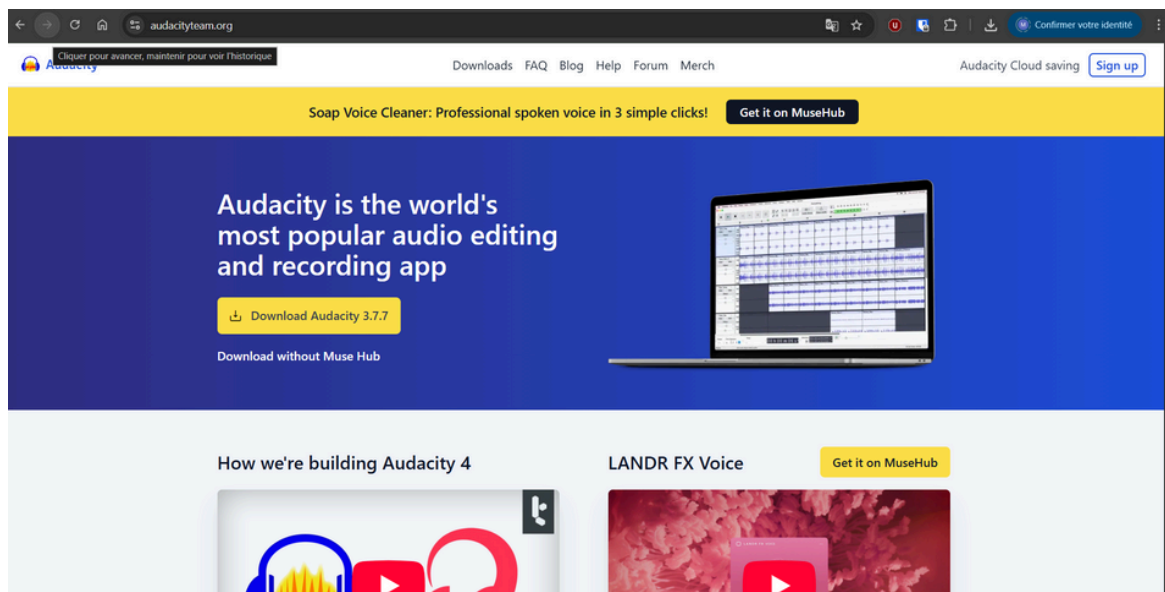 audacityteam.org
Confirmer votre identité
Cliquer pour avancer, maintenir pour voir l'historique
Audacity
Downloads FAQ Blog Help Forum Merch
Audacity Cloud saving Sign up
Soap Voice Cleaner: Professional spoken voice in 3 simple clicks! Get it on MuseHub
Audacity is the world's
most popular audio editing
and recording app
Download Audacity 3.7.7
Download without Muse Hub
How we're building Audacity 4
LANDR FX Voice Get it on MuseHub